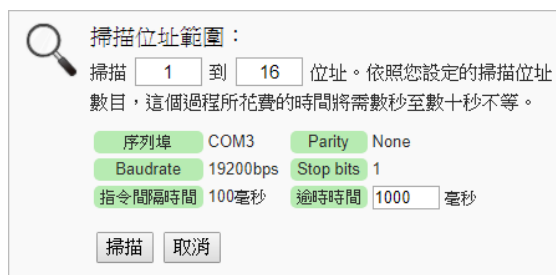 掃描位址範圍：
掃描 1 到 16 位址。依照您設定的掃描位址
數目，這個過程所花費的時間將需數秒至數十秒不等。
序列埠 COM3 Parity None
Baudrate 19200bps Stop bits 1
指令間隔時間 100毫秒 逾時時間 1000 毫秒
掃描 取消